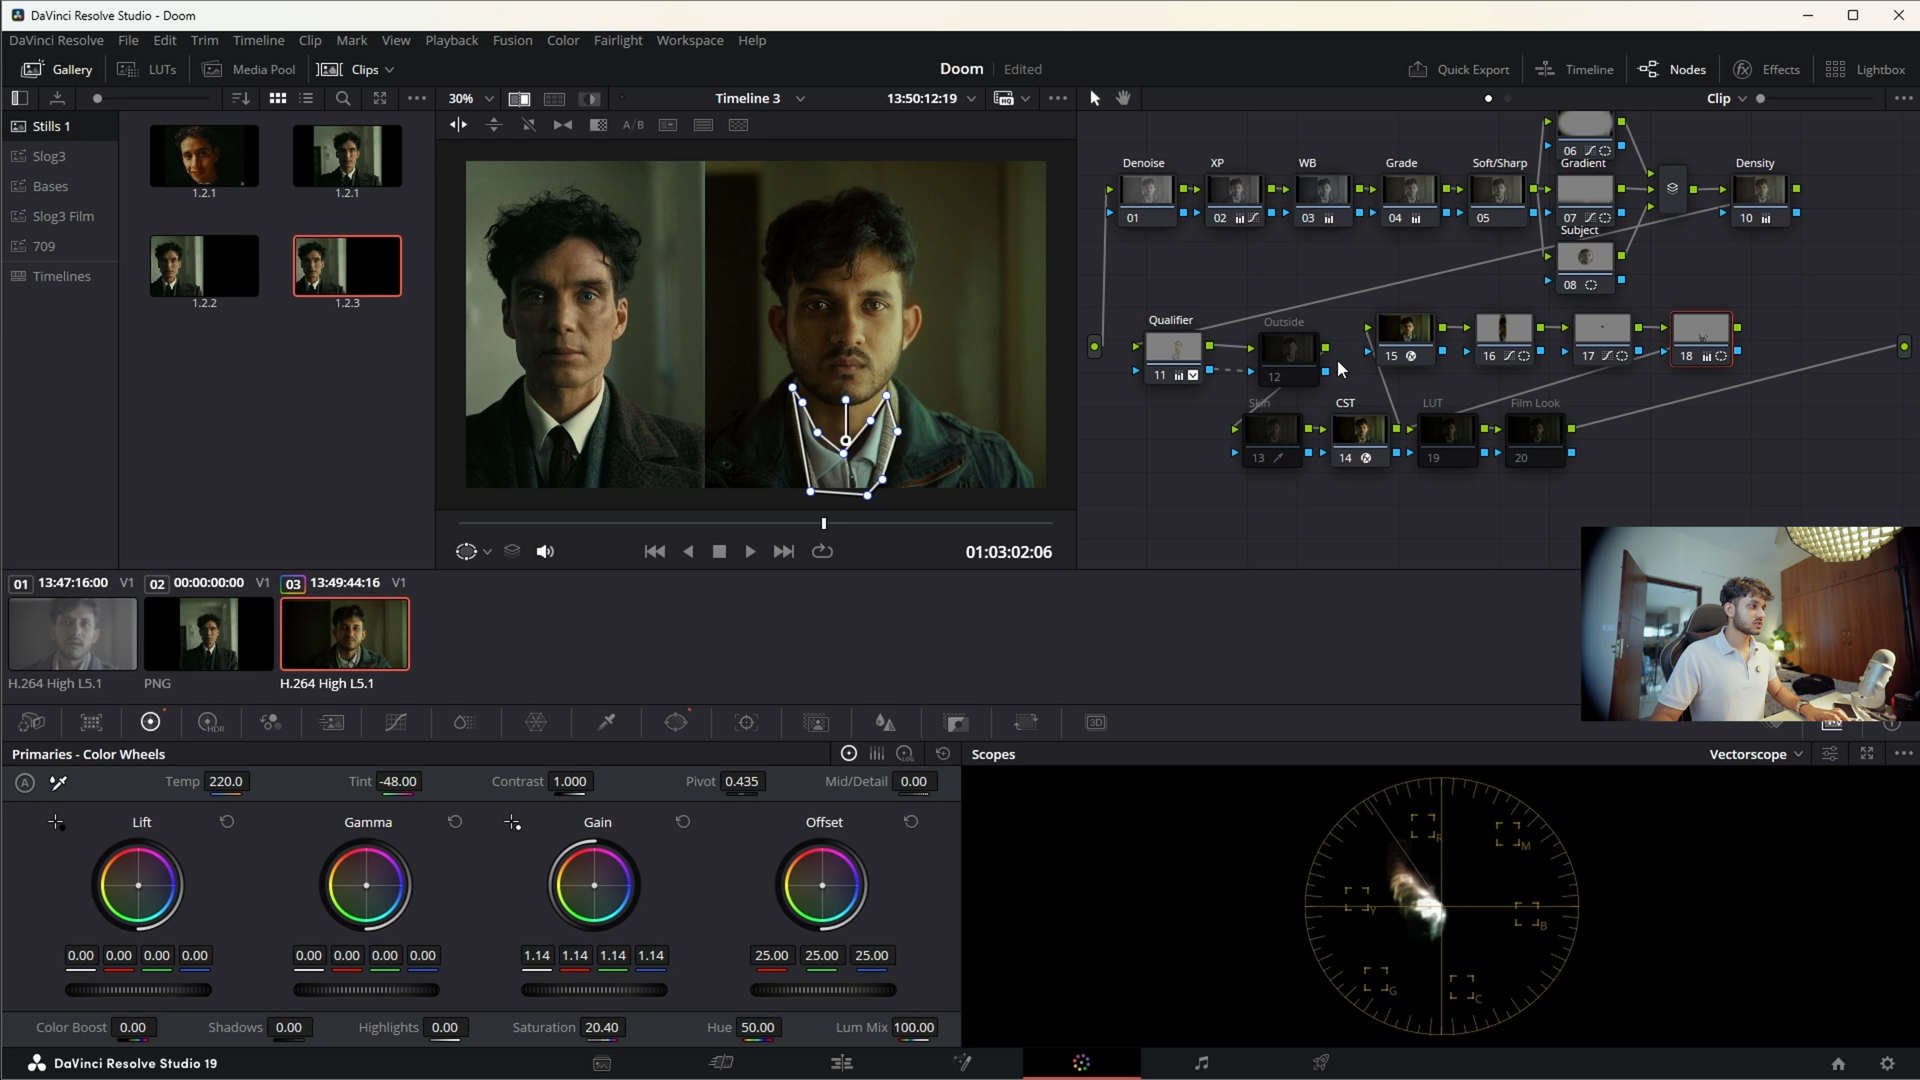 DaVinci Resolve Studio - Doom
DaVinci Resolve File Edit Trim Timeline Clip Mark View Playback Fusion Color Fairlight Workspace Help
Gallery LUTs Media Pool Clips Doom Edited Quick Export Timeline Nodes Effects Lightbox
30% Timeline 3 13:50:12:19 HQ Clip
Stills 1
Slog3
Bases
Slog3 Film
709
Timelines
1.2.1 1.2.1
1.2.2 1.2.3
A/B
Denoise XP WB Grade Soft/Sharp Gradient Density
06
01 02 03 04 05 07 10
Subject
08
Qualifier Outside
11 12 15 16 17 18
Skin CST LUT Film Look
13 14 19 20
01:03:02:06
01 13:47:16:00 V1 02 00:00:00:00 V1 03 13:49:44:16 V1
H.264 High L5.1 PNG H.264 High L5.1
HDR 3D
Primaries - Color Wheels LOG Scopes Vectorscope
A Temp 220.0 Tint -48.00 Contrast 1.000 Pivot 0.435 Mid/Detail 0.00
Lift Gamma Gain Offset
0.00 0.00 0.00 0.00 0.00 0.00 0.00 0.00 1.14 1.14 1.14 1.14 25.00 25.00 25.00
R M Y B G C
Color Boost 0.00 Shadows 0.00 Highlights 0.00 Saturation 20.40 Hue 50.00 Lum Mix 100.00
DaVinci Resolve Studio 19